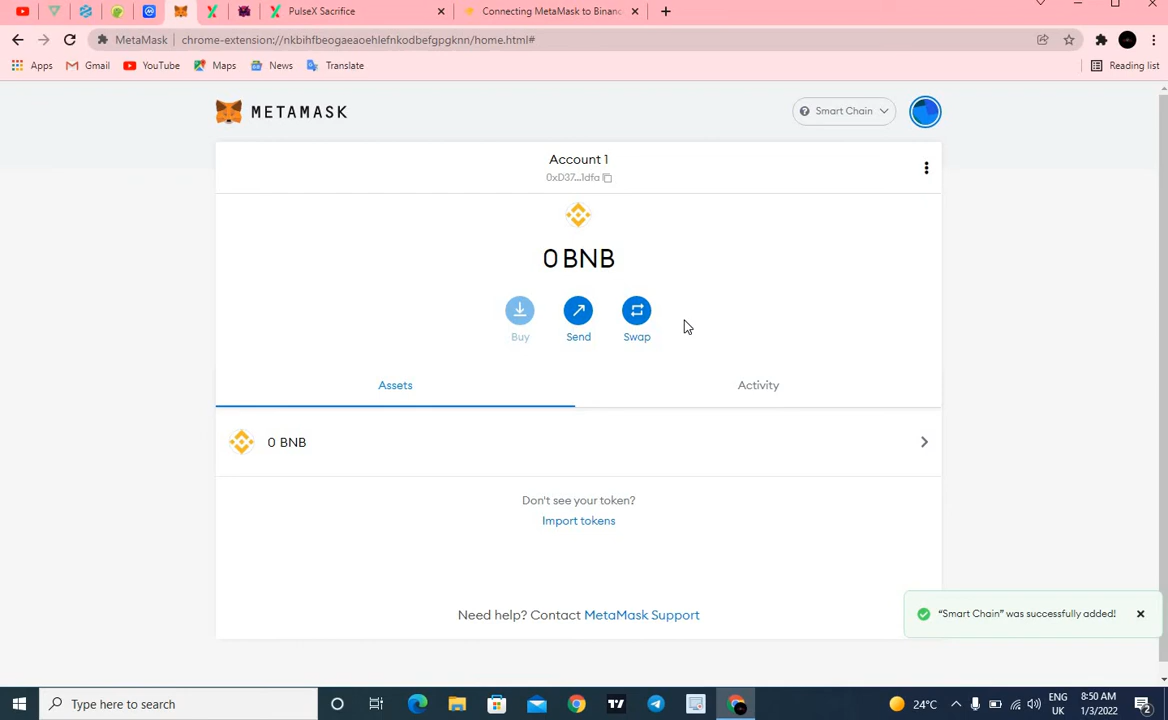 PulseX Sacrifice
Connecting MetaMask to Binanc
MetaMask chrome-extension://nkbihfbeogaeaoehlefnkodbefgpgknn/home.html#
Apps Gmail YouTube Maps News Translate Reading list
METAMASK
Smart Chain
Account 1
0xD37...1dfa
0 BNB
Buy Send Swap
Assets Activity
0 BNB
Don't see your token?
Import tokens
Need help? Contact MetaMask Support
“Smart Chain” was successfully added!
Type here to search
24°C
ENG
UK
8:50 AM
1/3/2022
2